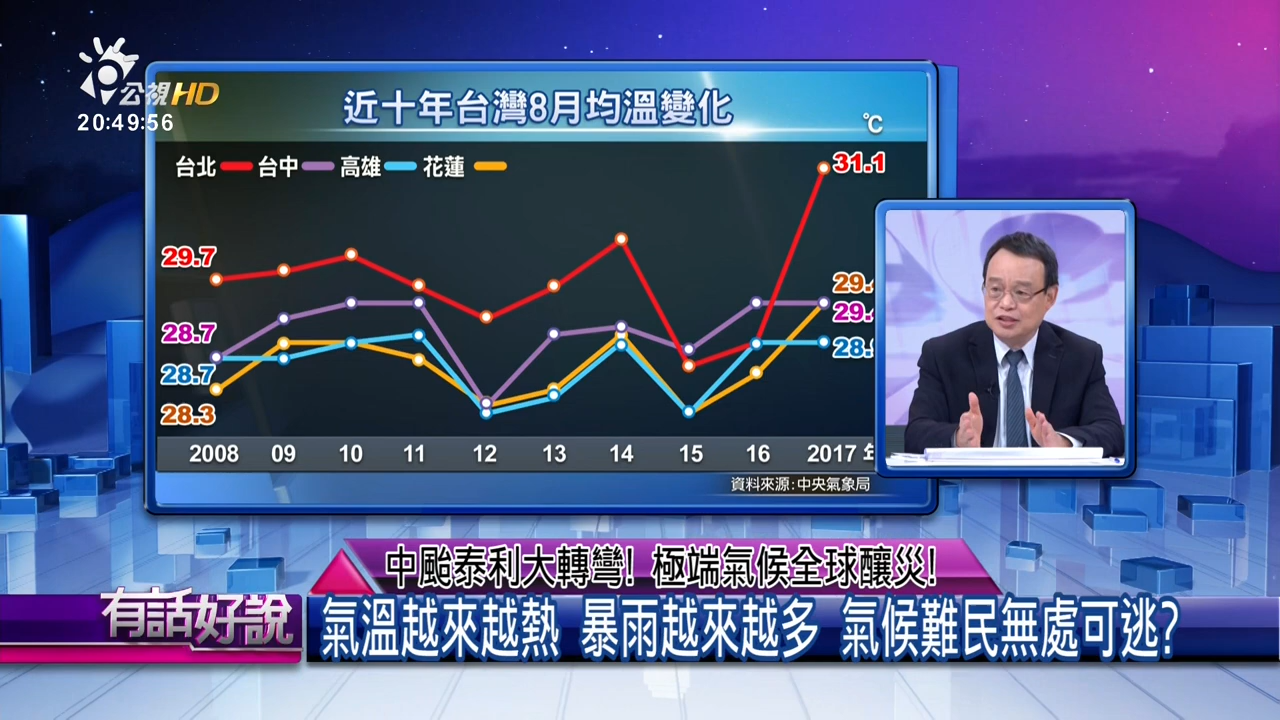 公視HD
20:49:56
近十年台灣8月均溫變化
℃
台北 台中 高雄 花蓮
31.1
29.7
28.7
28.7
28.3
2008 09 10 11 12 13 14 15 16 2017
資料來源:中央氣象局
中颱泰利大轉彎! 極端氣候全球釀災!
有話好說
氣溫越來越熱 暴雨越來越多 氣候難民無處可逃?